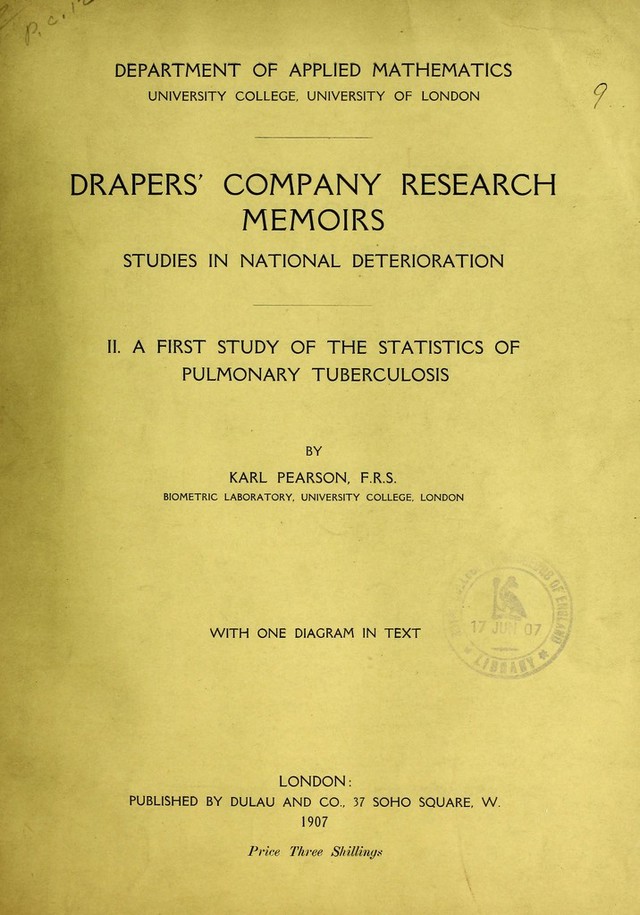 p.c.12
9
DEPARTMENT OF APPLIED MATHEMATICS
UNIVERSITY COLLEGE, UNIVERSITY OF LONDON
DRAPERS' COMPANY RESEARCH
MEMOIRS
STUDIES IN NATIONAL DETERIORATION
II. A FIRST STUDY OF THE STATISTICS OF
PULMONARY TUBERCULOSIS
BY
KARL PEARSON, F.R.S.
BIOMETRIC LABORATORY, UNIVERSITY COLLEGE, LONDON
OF ENGLAND
17 JUN 07
LIBRARY
WITH ONE DIAGRAM IN TEXT
LONDON:
PUBLISHED BY DULAU AND CO., 37 SOHO SQUARE, W.
1907
Price Three Shillings